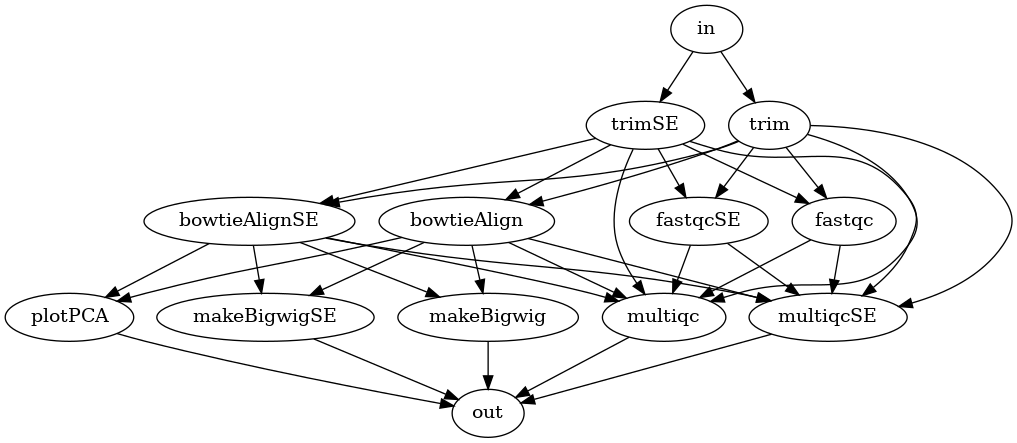 in
trimSE
trim
bowtieAlignSE
bowtieAlign
fastqcSE
fastqc
plotPCA
makeBigwigSE
makeBigwig
multiqc
multiqcSE
out